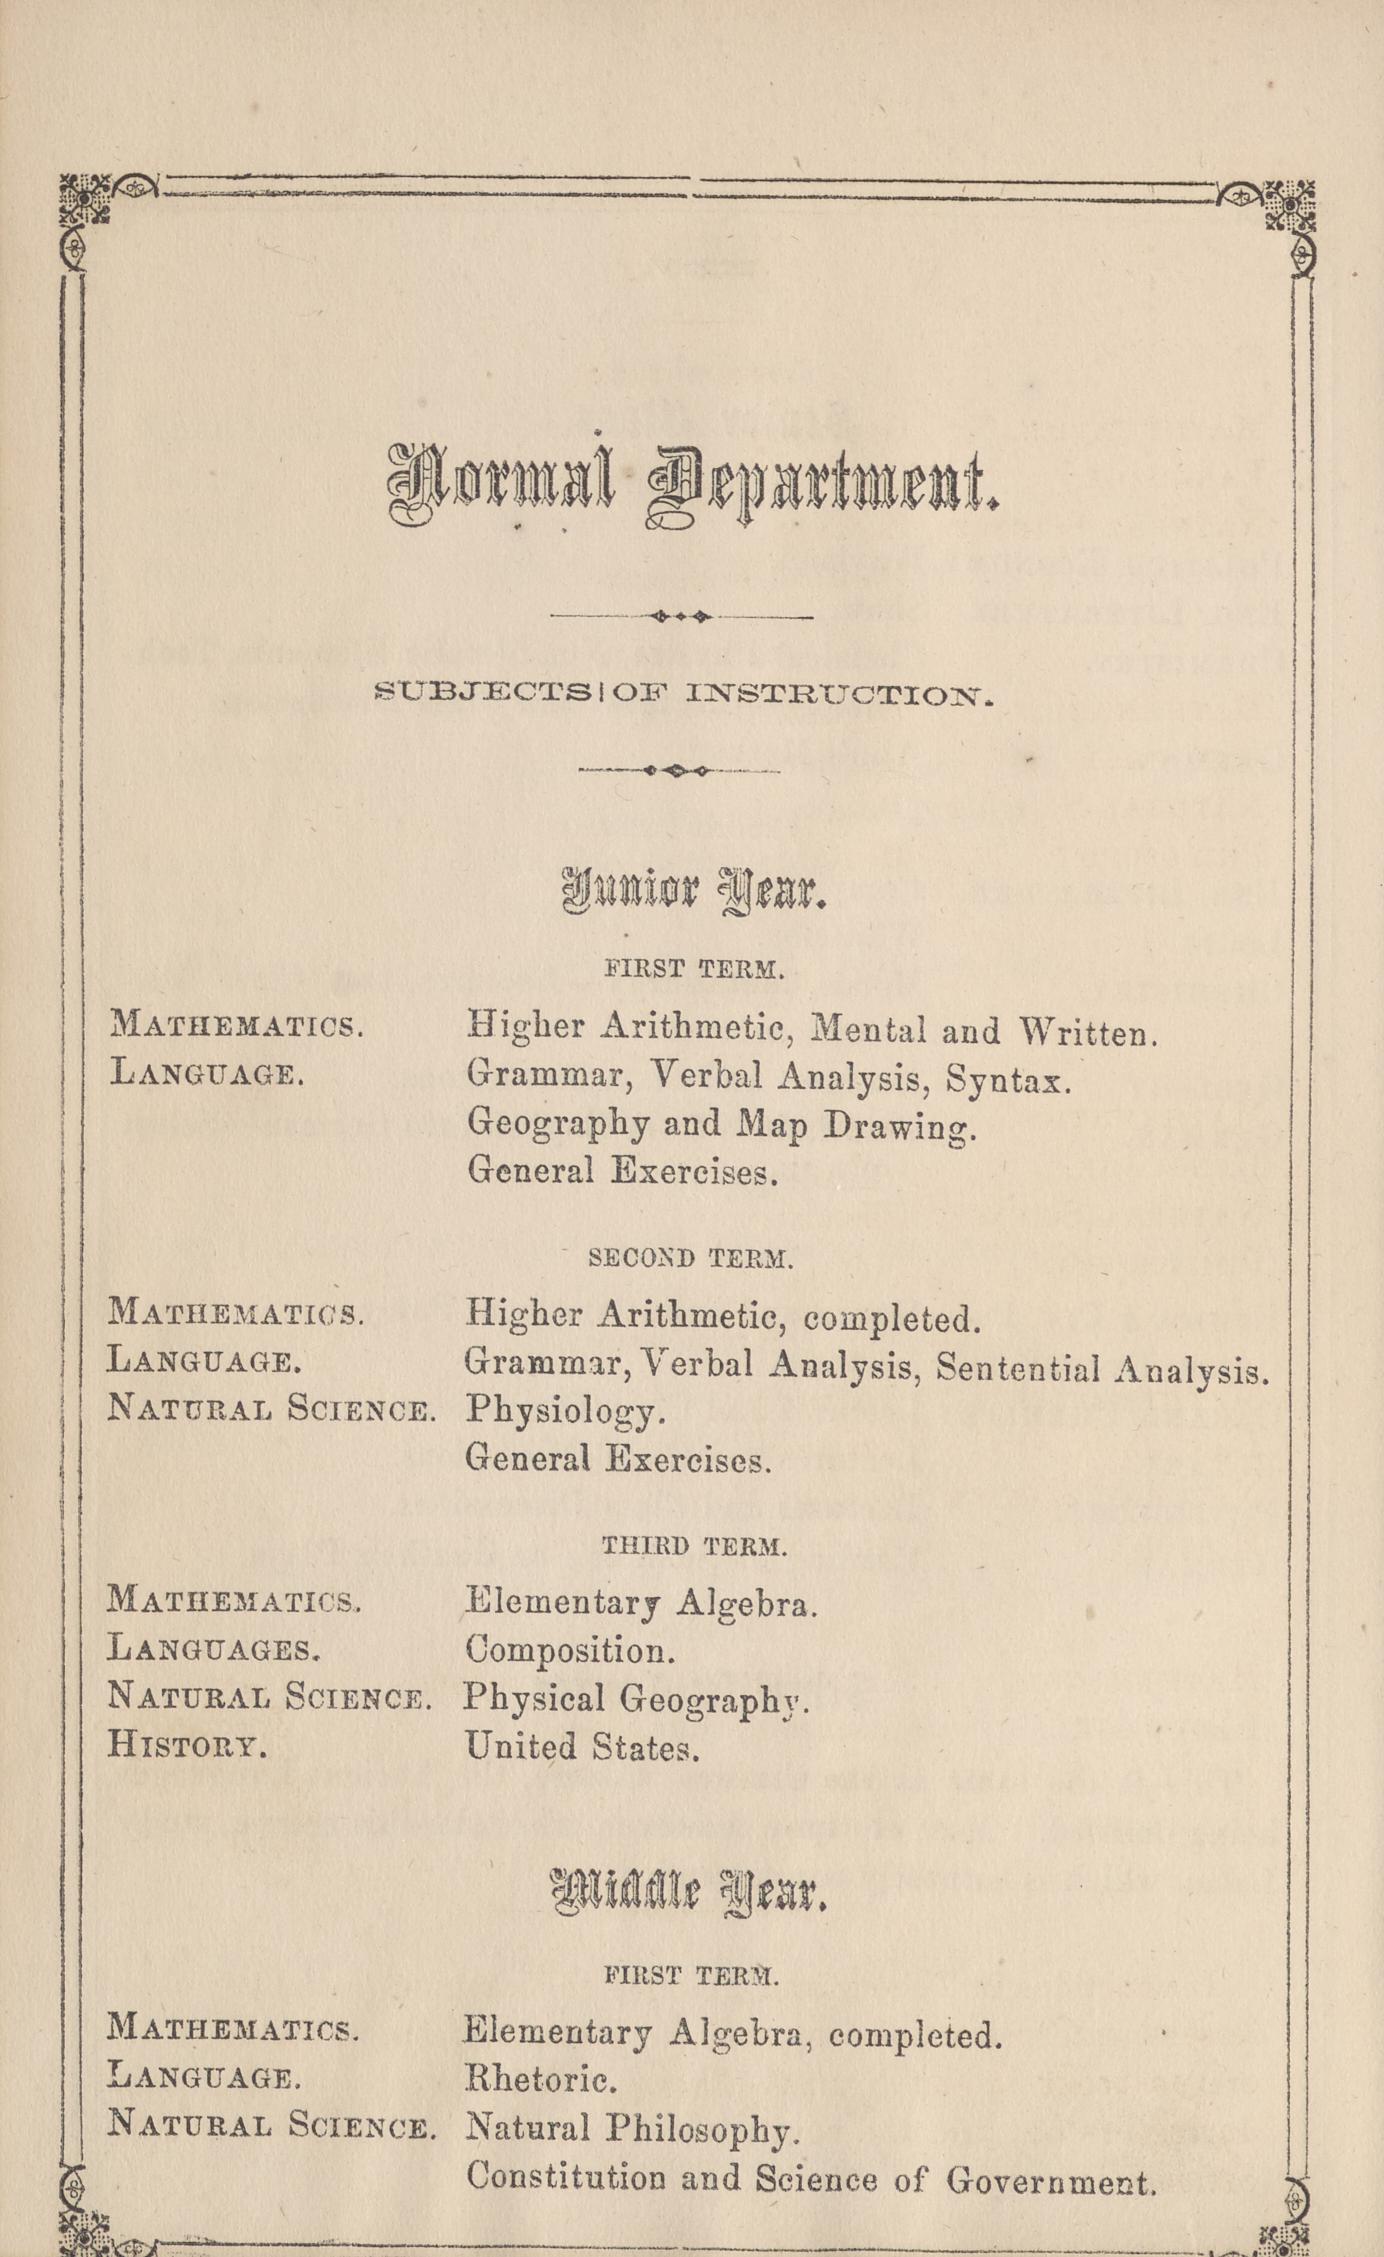 Normal Department.
SUBJECTS OF INSTRUCTION.
Junior Year.
FIRST TERM.
MATHEMATICS. Higher Arithmetic, Mental and Written.
LANGUAGE. Grammar, Verbal Analysis, Syntax.
Geography and Map Drawing.
General Exercises.
SECOND TERM.
MATHEMATICS. Higher Arithmetic, completed.
LANGUAGE. Grammar, Verbal Analysis, Sentential Analysis.
NATURAL SCIENCE. Physiology.
General Exercises.
THIRD TERM.
MATHEMATICS. Elementary Algebra.
LANGUAGES. Composition.
NATURAL SCIENCE. Physical Geography.
HISTORY. United States.
Middle Year.
FIRST TERM.
MATHEMATICS. Elementary Algebra, completed.
LANGUAGE. Rhetoric.
NATURAL SCIENCE. Natural Philosophy.
Constitution and Science of Government.